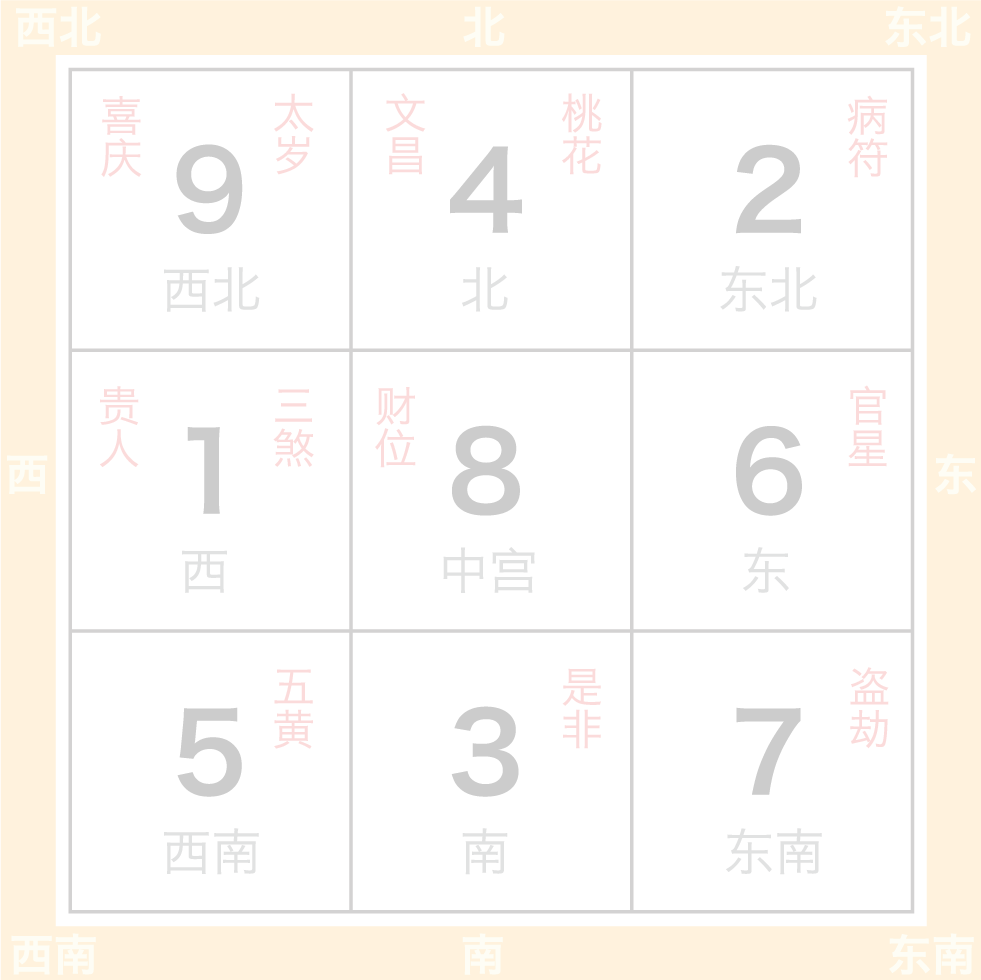 西北 北 东北
喜庆 9 太岁
西北
文昌 4 桃花
北
2 病符
东北
西
贵人 1 三煞
西
财位 8
中宫
6 官星
东
东
5 五黄
西南
3 是非
南
7 盗劫
东南
西南 南 东南